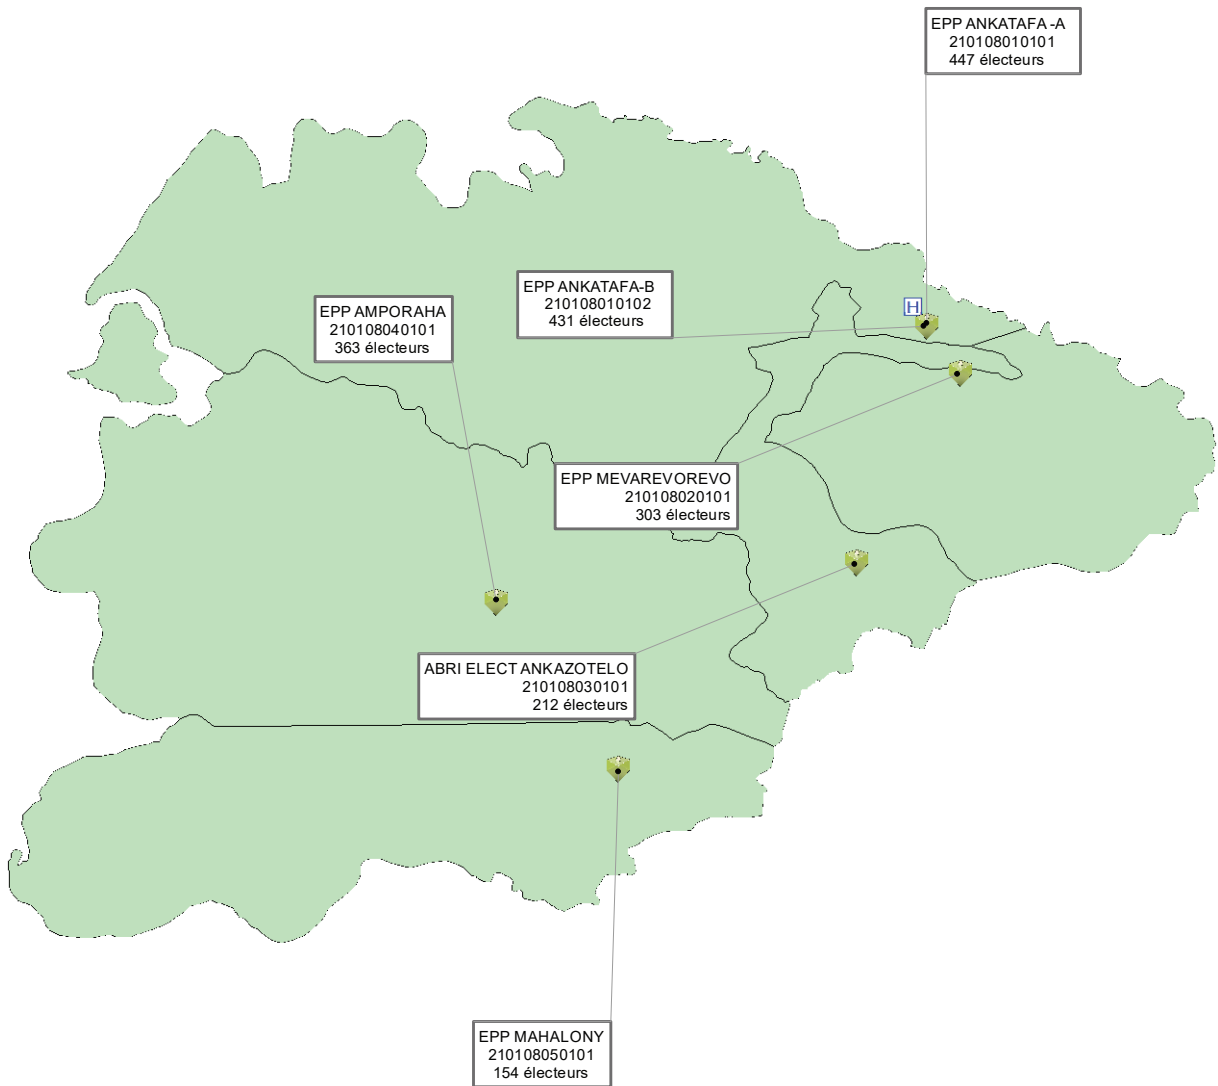 EPP ANKATAFA -A
210108010101
447 électeurs
EPP ANKATAFA-B
210108010102
431 électeurs
EPP AMPORAHA
210108040101
363 électeurs
H
EPP MEVAREVOREVO
210108020101
303 électeurs
ABRI ELECT ANKAZOTELO
210108030101
212 électeurs
EPP MAHALONY
210108050101
154 électeurs